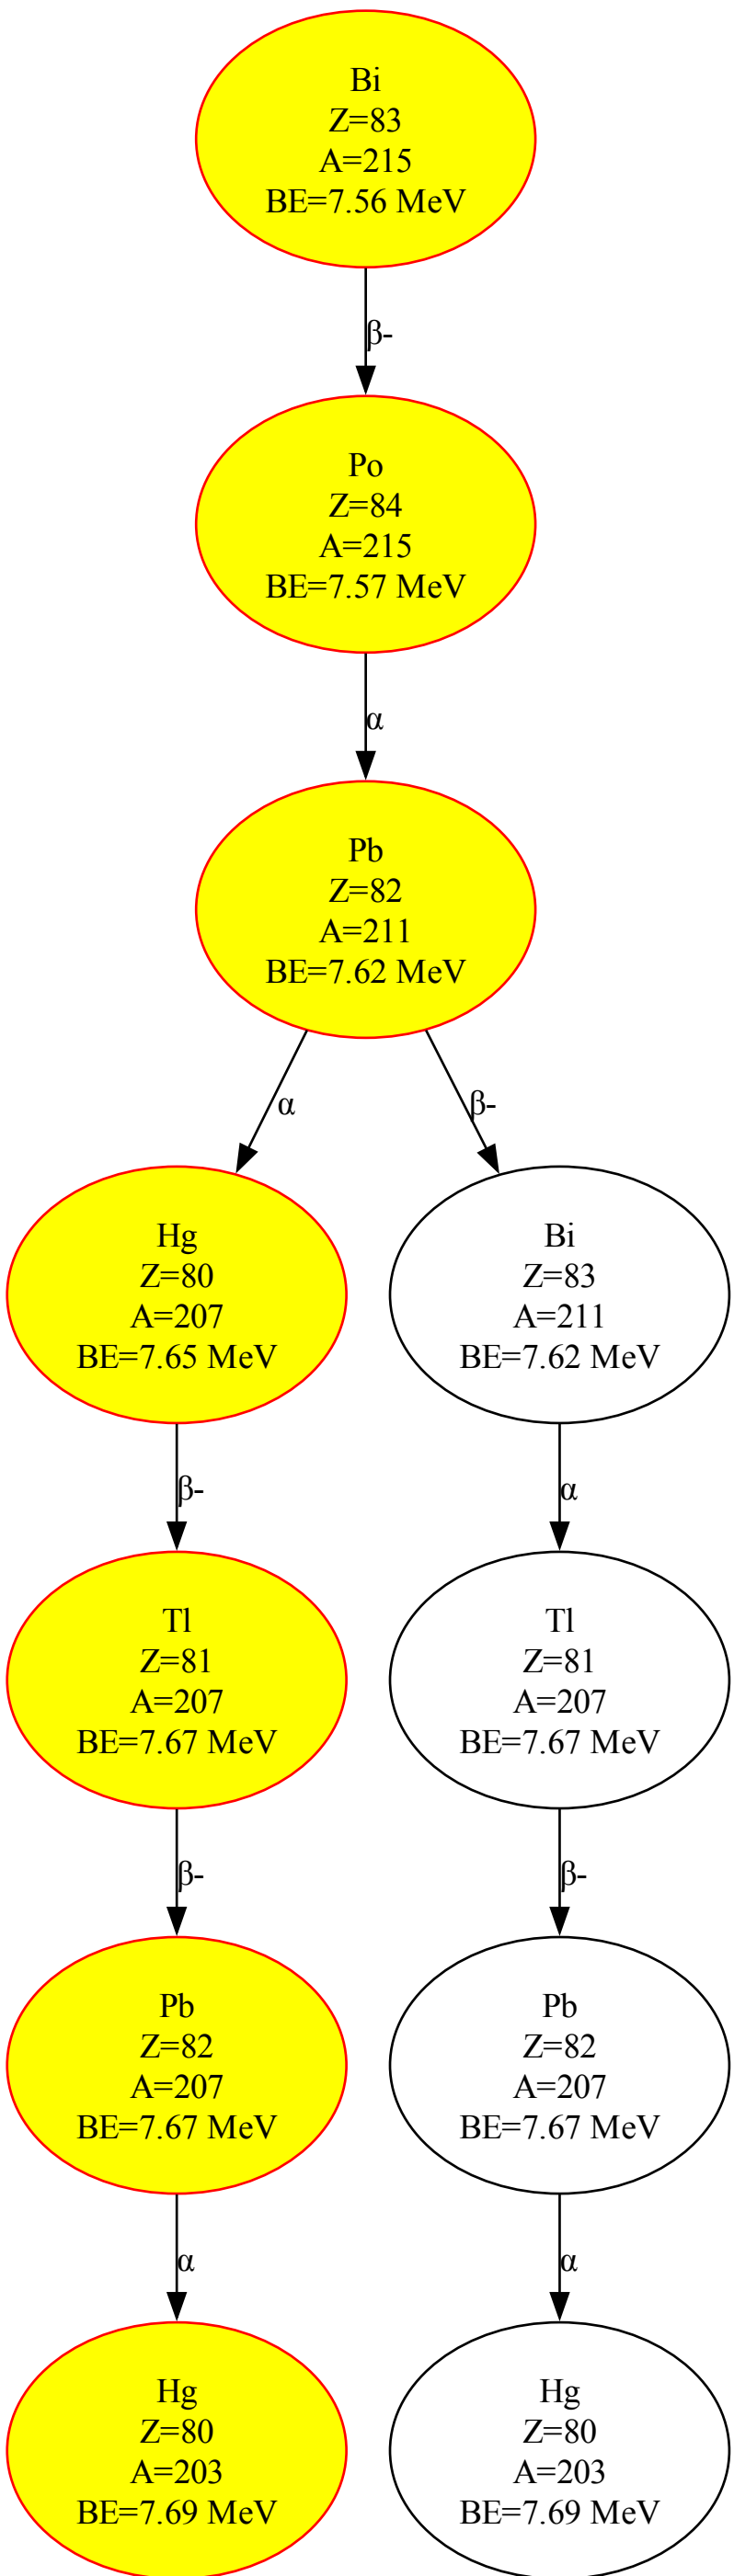 Bi
Z=83
A=215
BE=7.56 MeV
β-
Po
Z=84
A=215
BE=7.57 MeV
α
Pb
Z=82
A=211
BE=7.62 MeV
α
β-
Hg
Z=80
A=207
BE=7.65 MeV
Bi
Z=83
A=211
BE=7.62 MeV
β-
α
Tl
Z=81
A=207
BE=7.67 MeV
Tl
Z=81
A=207
BE=7.67 MeV
β-
β-
Pb
Z=82
A=207
BE=7.67 MeV
Pb
Z=82
A=207
BE=7.67 MeV
α
α
Hg
Z=80
A=203
BE=7.69 MeV
Hg
Z=80
A=203
BE=7.69 MeV